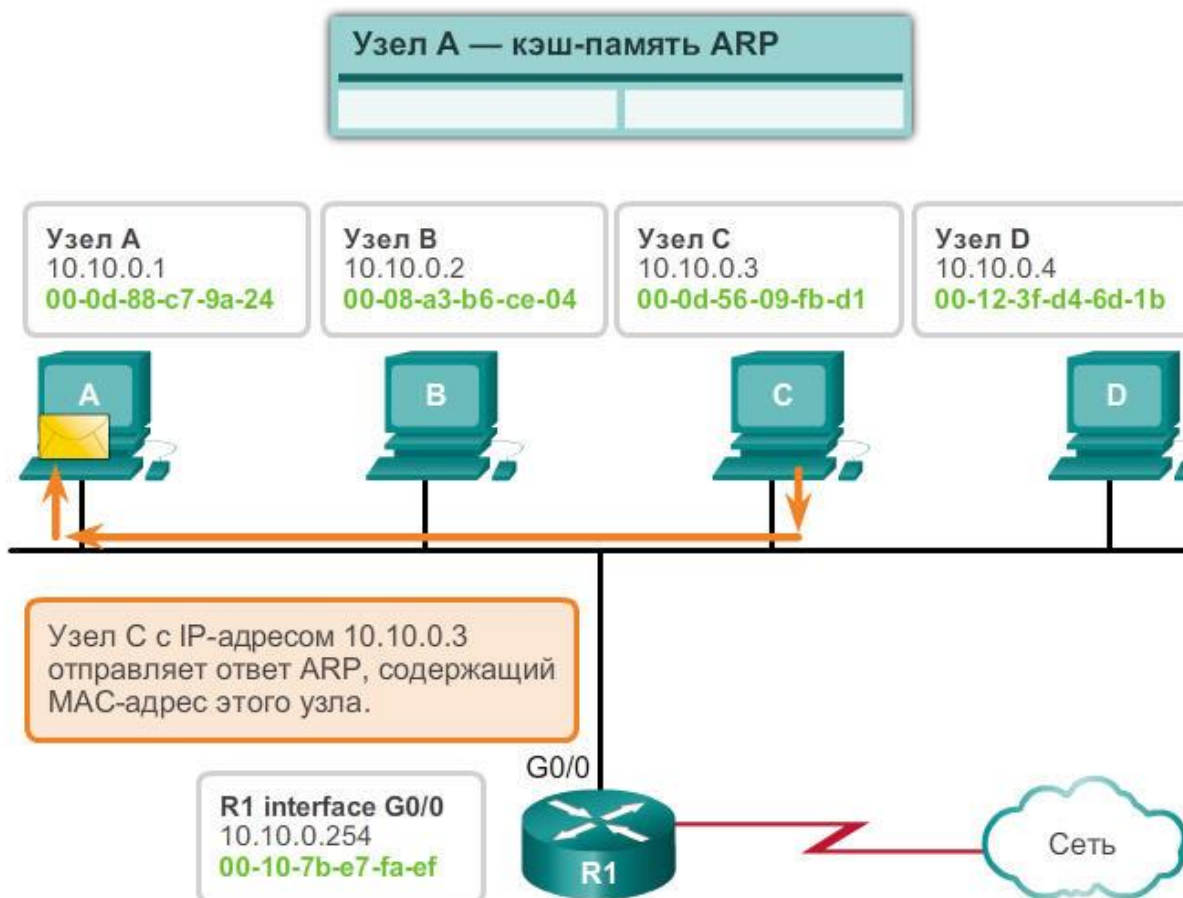 Узел A — кэш-память ARP
Узел A
10.10.0.1
00-0d-88-c7-9a-24
Узел B
10.10.0.2
00-08-a3-b6-ce-04
Узел C
10.10.0.3
00-0d-56-09-fb-d1
Узел D
10.10.0.4
00-12-3f-d4-6d-1b
A
B
C
D
Узел C с IP-адресом 10.10.0.3
отправляет ответ ARP, содержащий
MAC-адрес этого узла.
G0/0
R1 interface G0/0
10.10.0.254
00-10-7b-e7-fa-ef
R1
Сеть